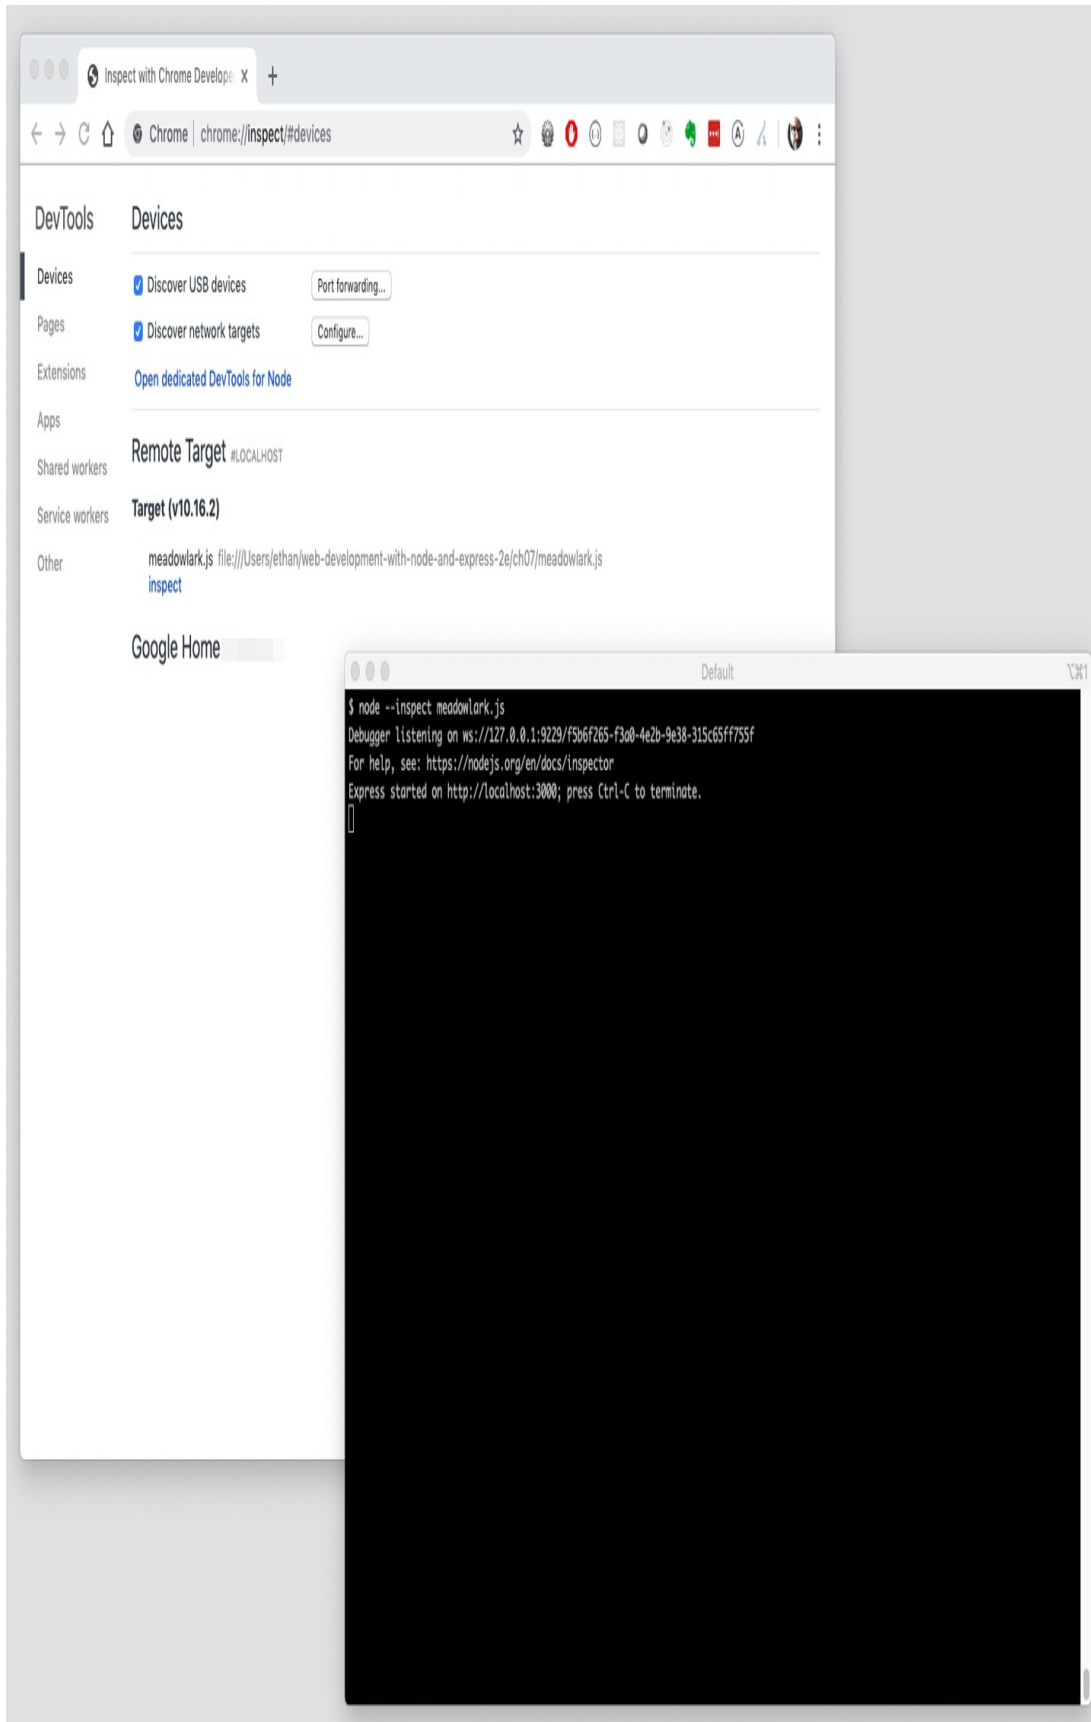 Inspect with Chrome Develope
Chrome | chrome://inspect/#devices
DevTools
Devices
Pages
Extensions
Apps
Shared workers
Service workers
Other
Devices
Discover USB devices
Port forwarding...
Discover network targets
Configure...
Open dedicated DevTools for Node
Remote Target #LOCALHOST
Target (v10.16.2)
meadowlark.js file:///Users/ethan/web-development-with-node-and-express-2e/ch07/meadowlark.js
inspect
Google Home
Default
⌥⌘1
$ node --inspect meadowlark.js
Debugger listening on ws://127.0.0.1:9229/f5b6f265-f3a0-4e2b-9e38-315c65ff755f
For help, see: https://nodejs.org/en/docs/inspector
Express started on http://localhost:3000; press Ctrl-C to terminate.